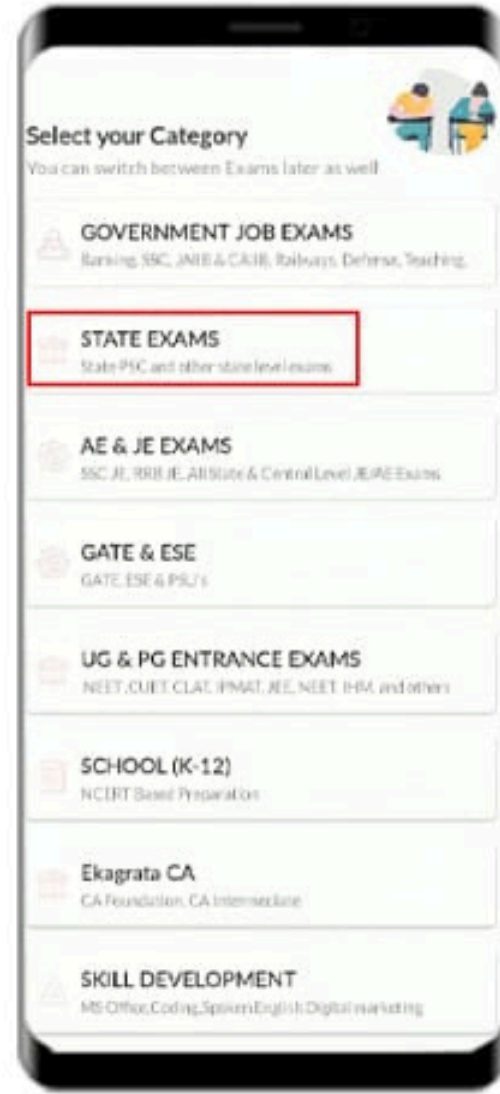 Select your Category
You can switch between Exams later as well
GOVERNMENT JOB EXAMS
Banking, SSC, JAIIB & CAIIB, Railways, Defense, Teaching,
STATE EXAMS
State PSC and other state level exams
AE & JE EXAMS
SSC JE, RRB JE, All State & Central Level JE/AE Exams
GATE & ESE
GATE, ESE & PSU's
UG & PG ENTRANCE EXAMS
NEET, CUET, CLAT, IPMAT, JEE, NEET, IHM, and others
SCHOOL (K-12)
NCERT Based Preparation
Ekagrata CA
CA Foundation, CA Intermediate
SKILL DEVELOPMENT
MS Office, Coding, Spoken English, Digital marketing